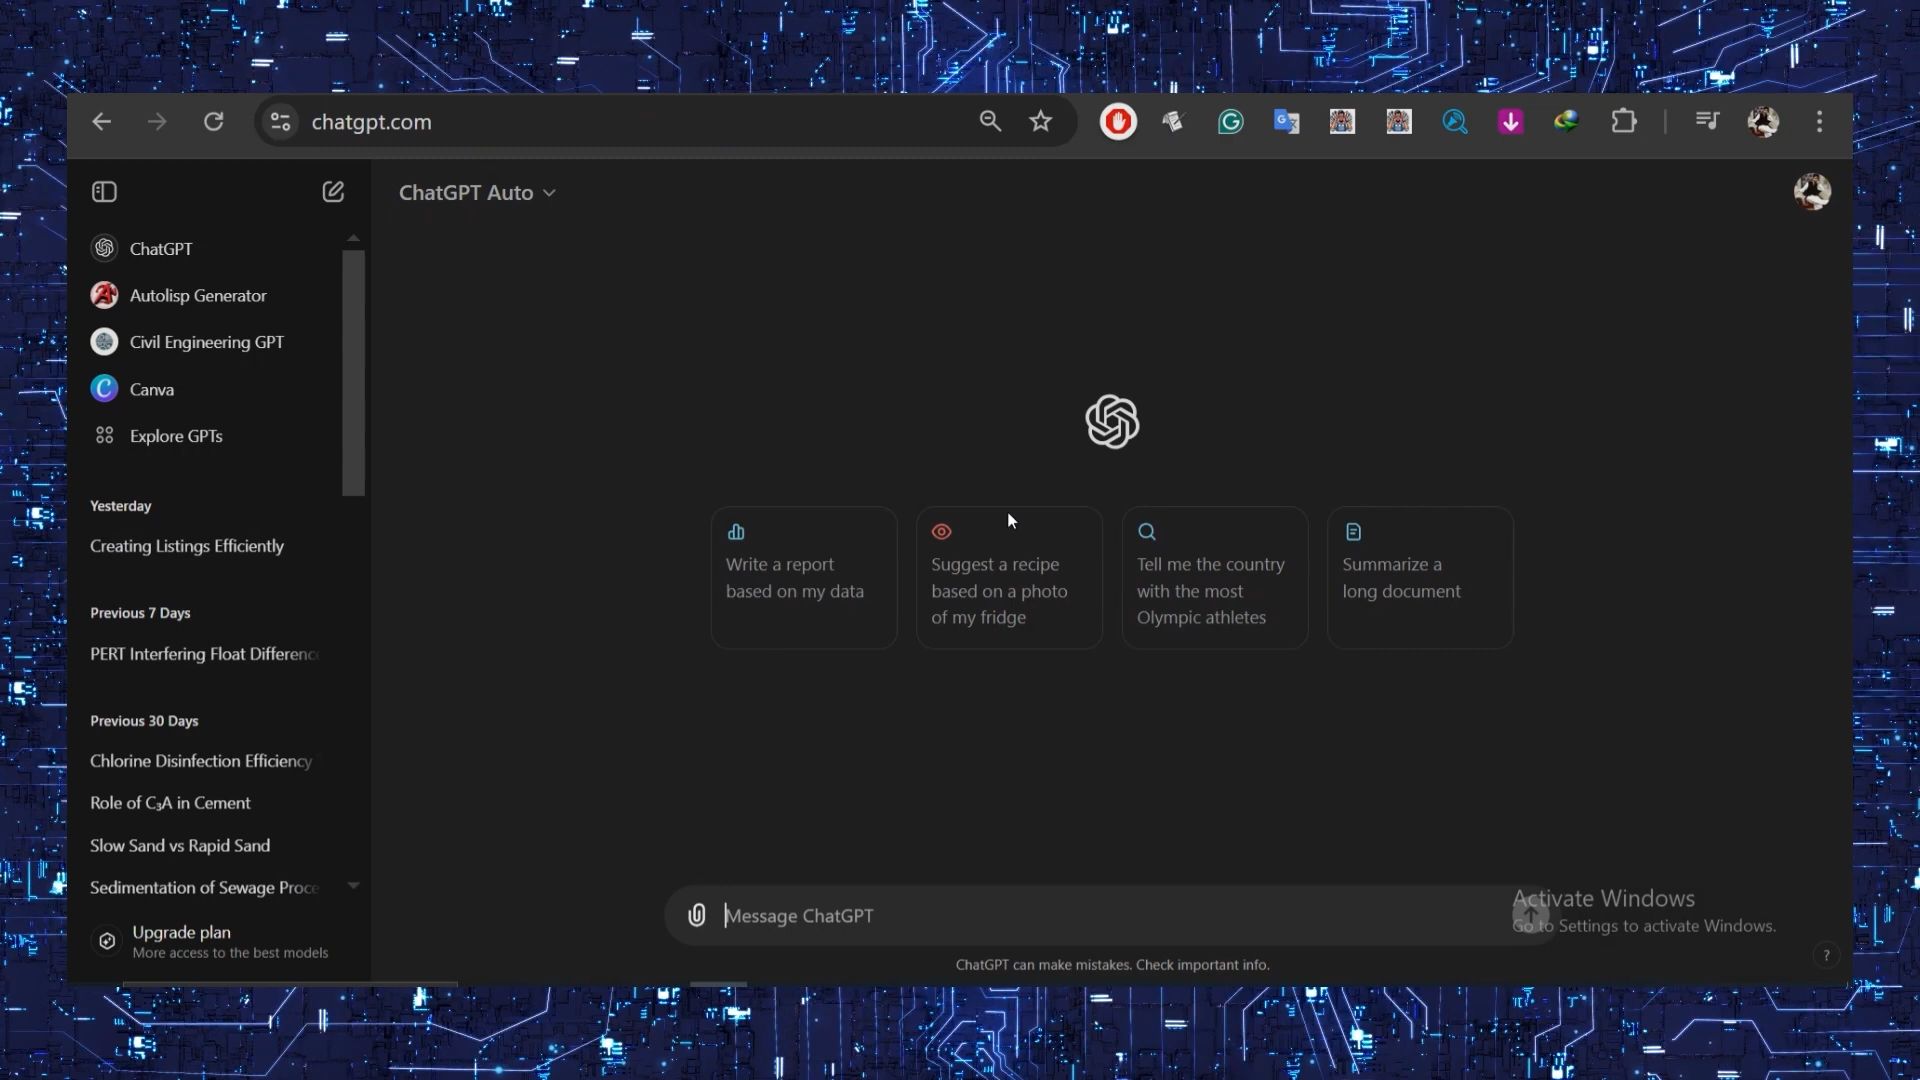 chatgpt.com
ChatGPT Auto
ChatGPT
Autolisp Generator
Civil Engineering GPT
Canva
Explore GPTs
Yesterday
Creating Listings Efficiently
Previous 7 Days
PERT Interfering Float Differenc
Previous 30 Days
Chlorine Disinfection Efficiency
Role of C₃A in Cement
Slow Sand vs Rapid Sand
Sedimentation of Sewage Proce
Upgrade plan
More access to the best models
Write a report
based on my data
Suggest a recipe
based on a photo
of my fridge
Tell me the country
with the most
Olympic athletes
Summarize a
long document
Message ChatGPT
Activate Windows
Go to Settings to activate Windows.
ChatGPT can make mistakes. Check important info.
?